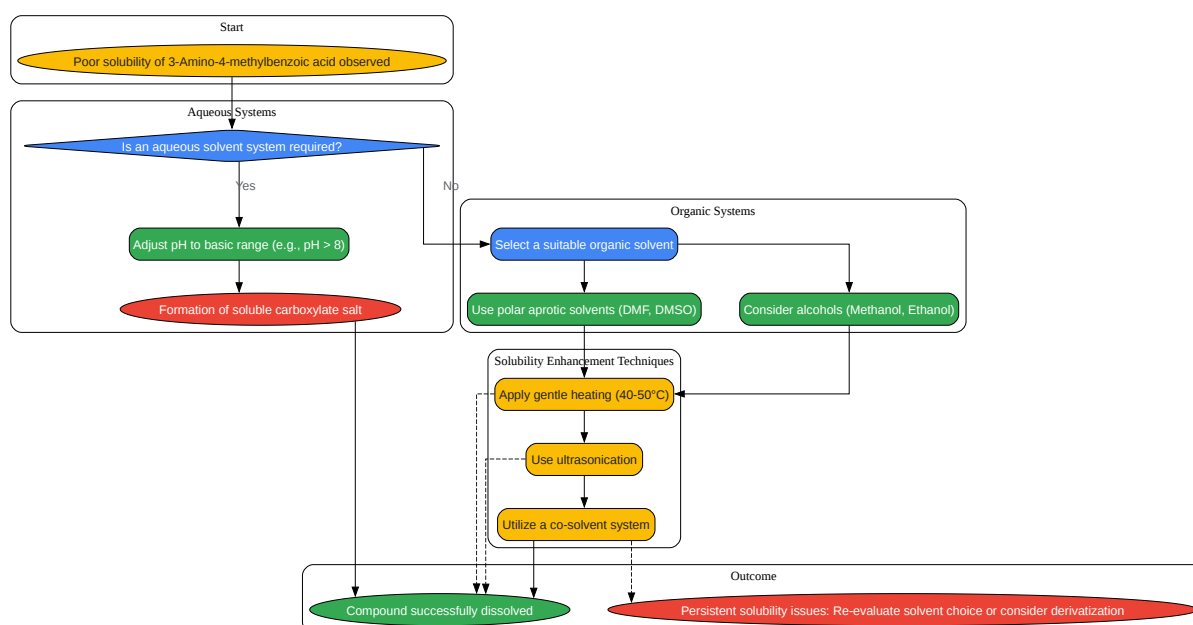 Start
Poor solubility of 3-Amino-4-methylbenzoic acid observed
Aqueous Systems
Is an aqueous solvent system required?
Yes
No
Organic Systems
Adjust pH to basic range (e.g., pH > 8)
Select a suitable organic solvent
Formation of soluble carboxylate salt
Use polar aprotic solvents (DMF, DMSO)
Consider alcohols (Methanol, Ethanol)
Solubility Enhancement Techniques
Apply gentle heating (40-50°C)
Use ultrasonication
Utilize a co-solvent system
Outcome
Compound successfully dissolved
Persistent solubility issues: Re-evaluate solvent choice or consider derivatization